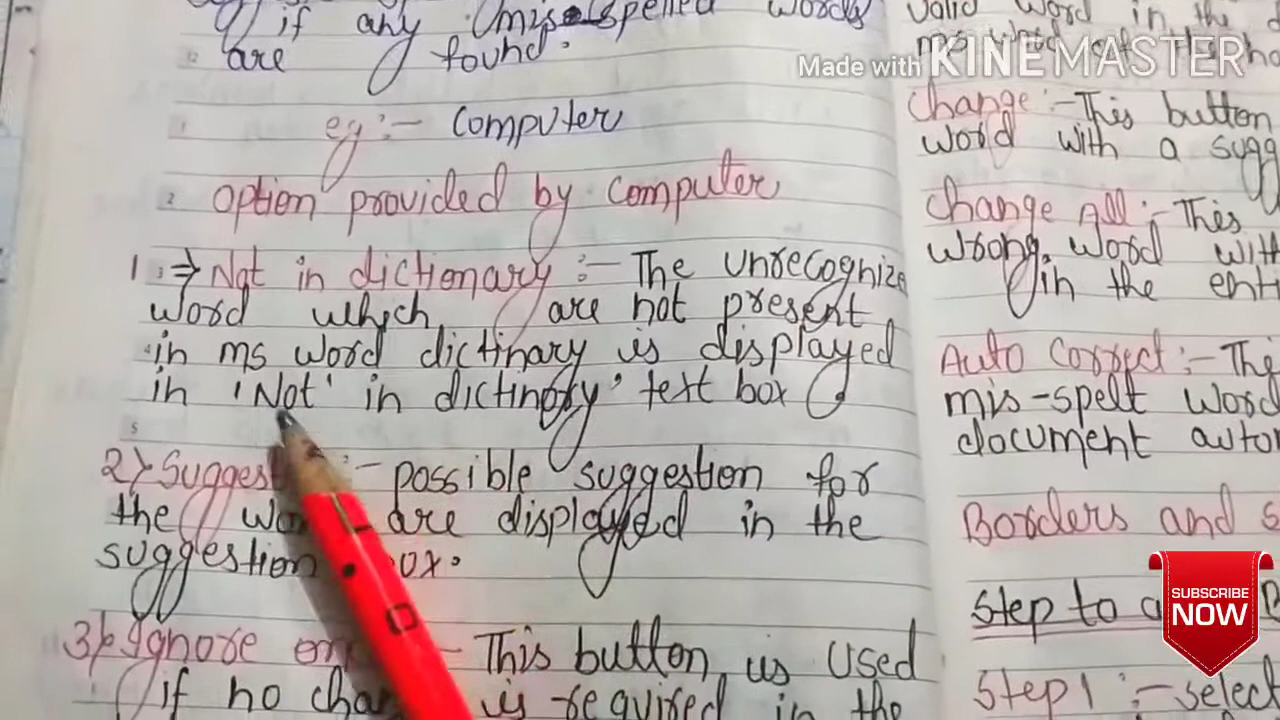 if any mis-spelled words
are found.
eg :- computer
option provided by computer
1 ⇒ Not in dictionary :- The unrecognize
word which are not present
in ms word dictinary is displayed
in 'Not' in dictinory' text box
2) Suggest :- possible suggestion for
the are displayed in the
suggestion
3) Ignore :- This button is used
if no is required in the
valid word in the
ms word of the
Change :- This button
word with a
Change All :- This
wrong word with
in the
Auto correct :-
mis-spelt word
document
Borders and
Step to
Step 1 :- select
Made with KINEMASTER
SUBSCRIBE
NOW